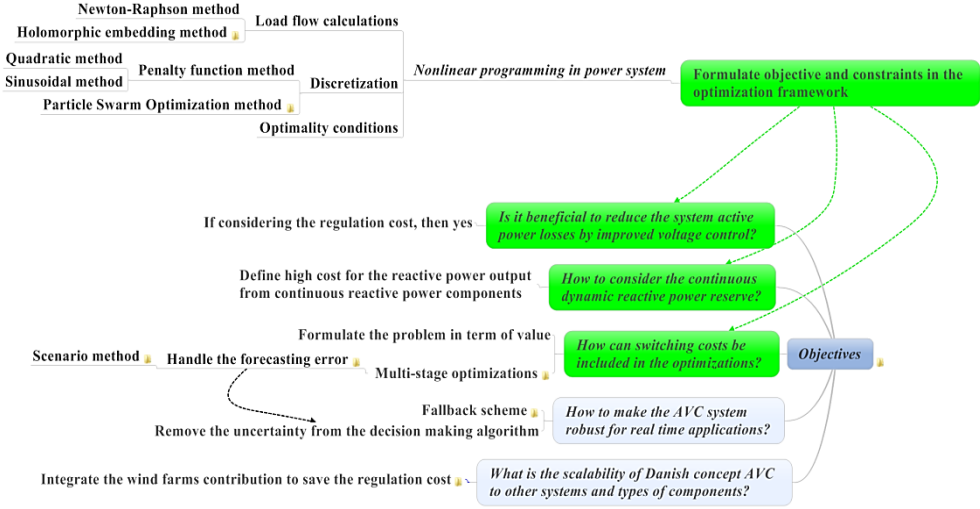 Newton-Raphson method
Holomorphic embedding method
Load flow calculations
Quadratic method
Sinusoidal method
Penalty function method
Particle Swarm Optimization method
Discretization
Optimality conditions
Nonlinear programming in power system
Formulate objective and constraints in the
optimization framework
If considering the regulation cost, then yes
Is it beneficial to reduce the system active
power losses by improved voltage control?
Define high cost for the reactive power output
from continuous reactive power components
How to consider the continuous
dynamic reactive power reserve?
Formulate the problem in term of value
Scenario method
Handle the forecasting error
Multi-stage optimizations
How can switching costs be
included in the optimizations?
Objectives
Fallback scheme
Remove the uncertainty from the decision making algorithm
How to make the AVC system
robust for real time applications?
Integrate the wind farms contribution to save the regulation cost
What is the scalability of Danish concept AVC
to other systems and types of components?